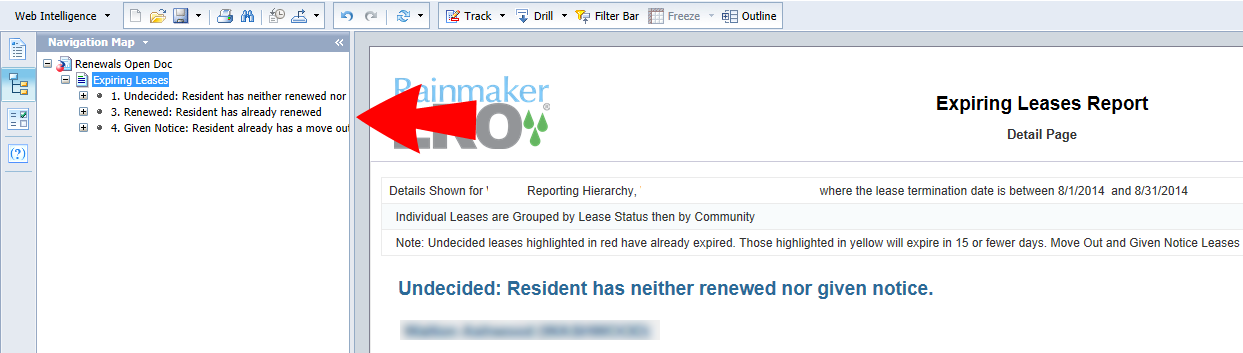 Web Intelligence
Track
Drill
Filter Bar
Freeze
Outline
Navigation Map
Renewals Open Doc
Expiring Leases
1. Undecided: Resident has neither renewed nor
3. Renewed: Resident has already renewed
4. Given Notice: Resident already has a move out
Rainmaker
LRO®
Expiring Leases Report
Detail Page
Details Shown for Reporting Hierarchy, where the lease termination date is between 8/1/2014 and 8/31/2014
Individual Leases are Grouped by Lease Status then by Community
Note: Undecided leases highlighted in red have already expired. Those highlighted in yellow will expire in 15 or fewer days. Move Out and Given Notice Leases
Undecided: Resident has neither renewed nor given notice.